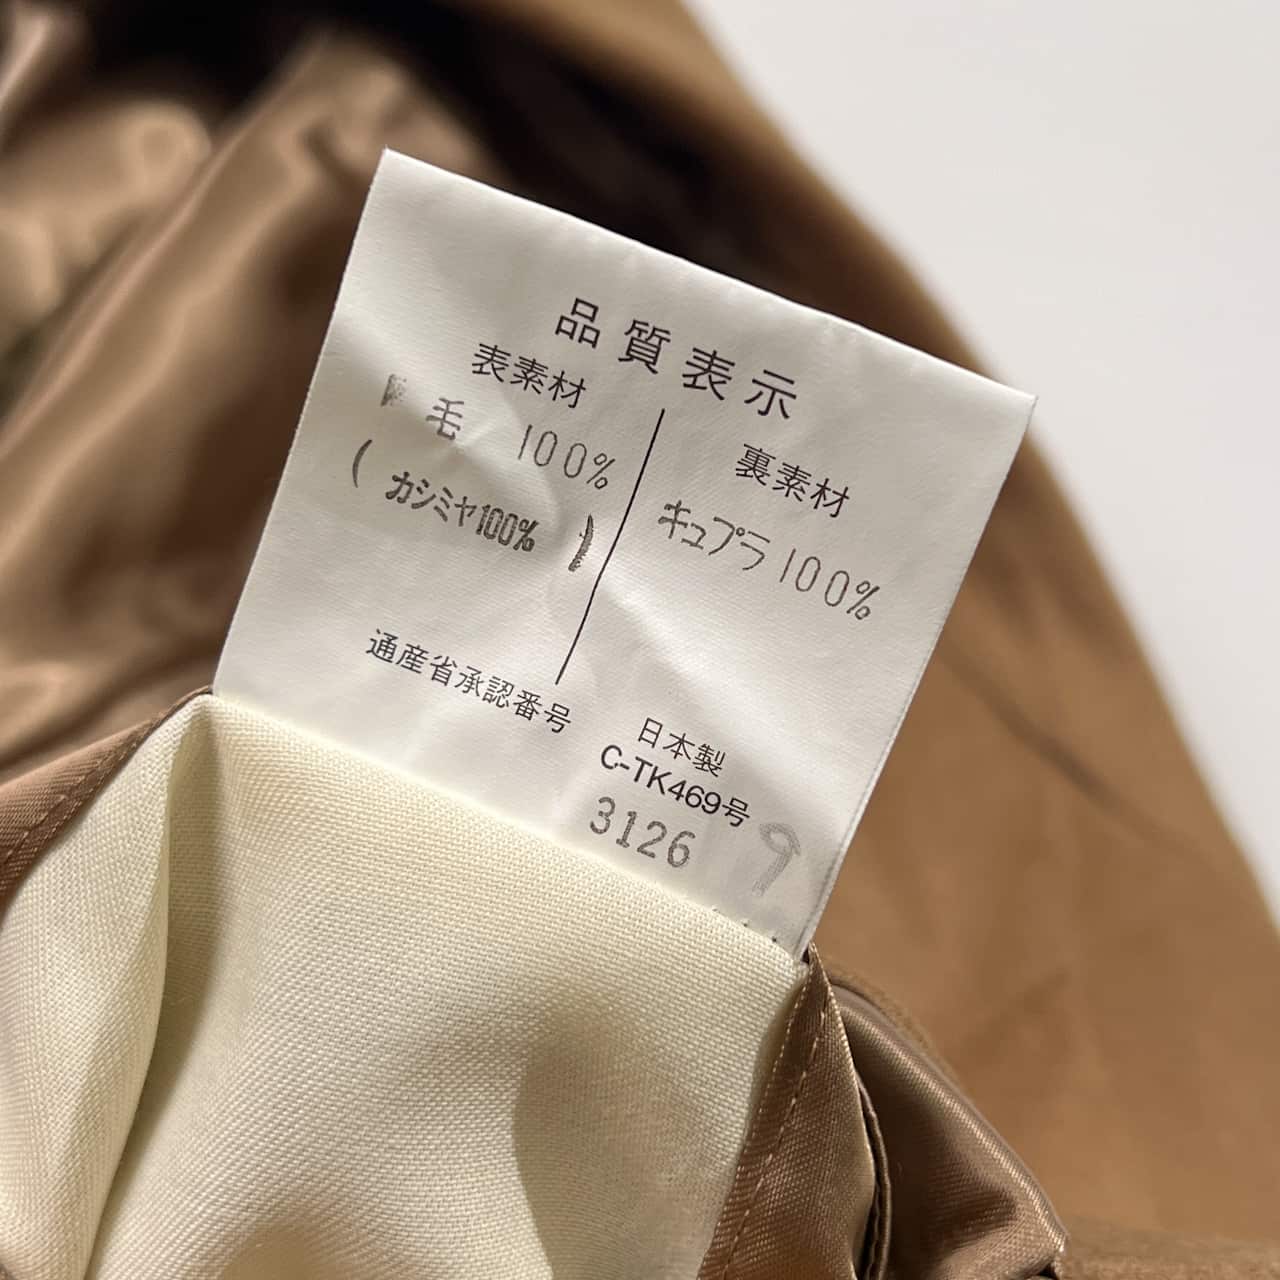 品質表示
表素材
毛 100%
(カシミヤ100%)
裏素材
キュプラ 100%
通産省承認番号
日本製
C-TK469号
3126
9